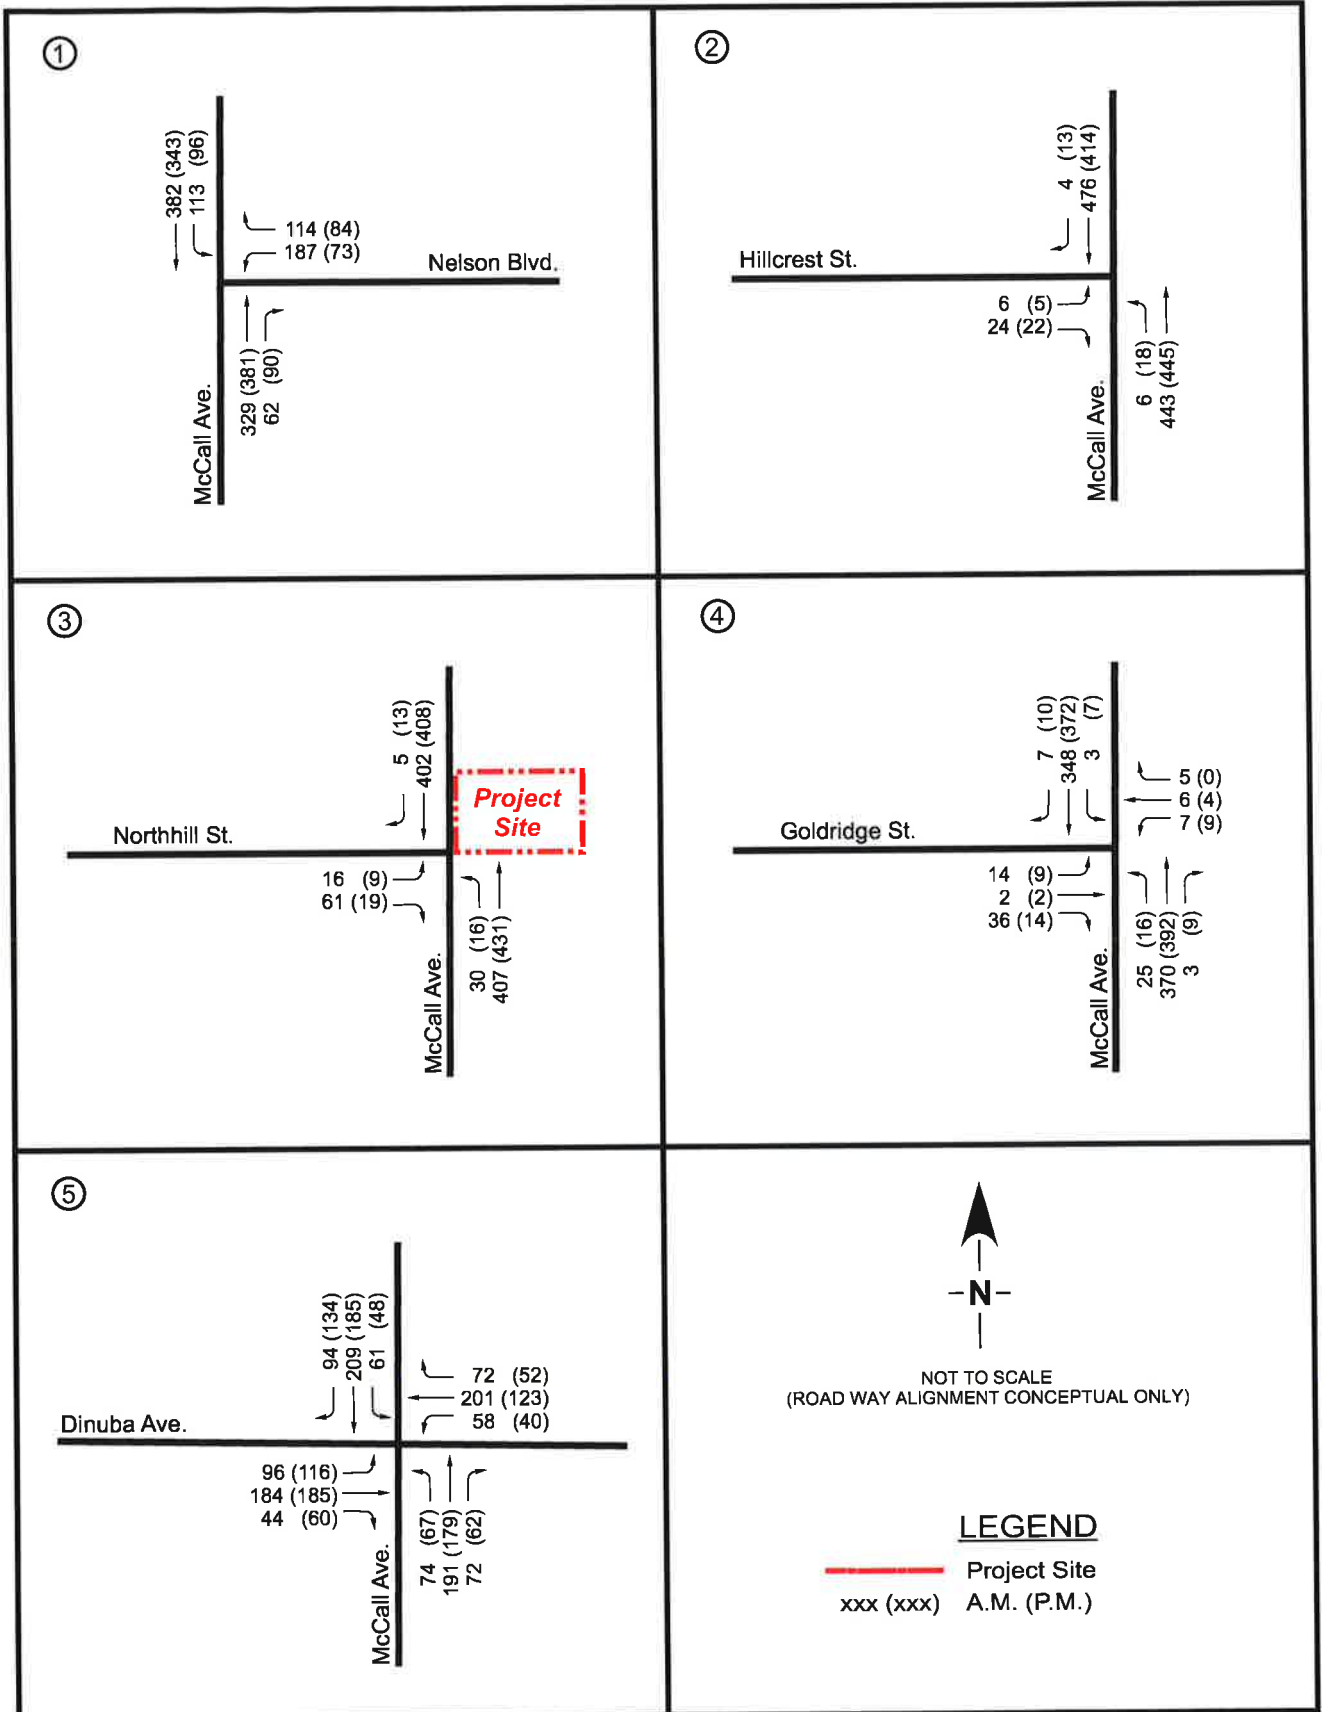 1
382 (343)
113 (96)
114 (84)
187 (73)
Nelson Blvd.
329 (381)
62 (90)
McCall Ave.
2
4 (13)
476 (414)
Hillcrest St.
6 (5)
24 (22)
6 (18)
443 (445)
McCall Ave.
3
5 (13)
402 (408)
Project
Site
Northhill St.
16 (9)
61 (19)
30 (16)
407 (431)
McCall Ave.
4
7 (10)
348 (372)
3 (7)
5 (0)
6 (4)
7 (9)
Goldridge St.
14 (9)
2 (2)
36 (14)
25 (16)
370 (392)
3 (9)
McCall Ave.
5
94 (134)
209 (185)
61 (48)
72 (52)
201 (123)
58 (40)
Dinuba Ave.
96 (116)
184 (185)
44 (60)
74 (67)
191 (179)
72 (62)
McCall Ave.
N
NOT TO SCALE
(ROAD WAY ALIGNMENT CONCEPTUAL ONLY)
LEGEND
Project Site
xxx (xxx) A.M. (P.M.)